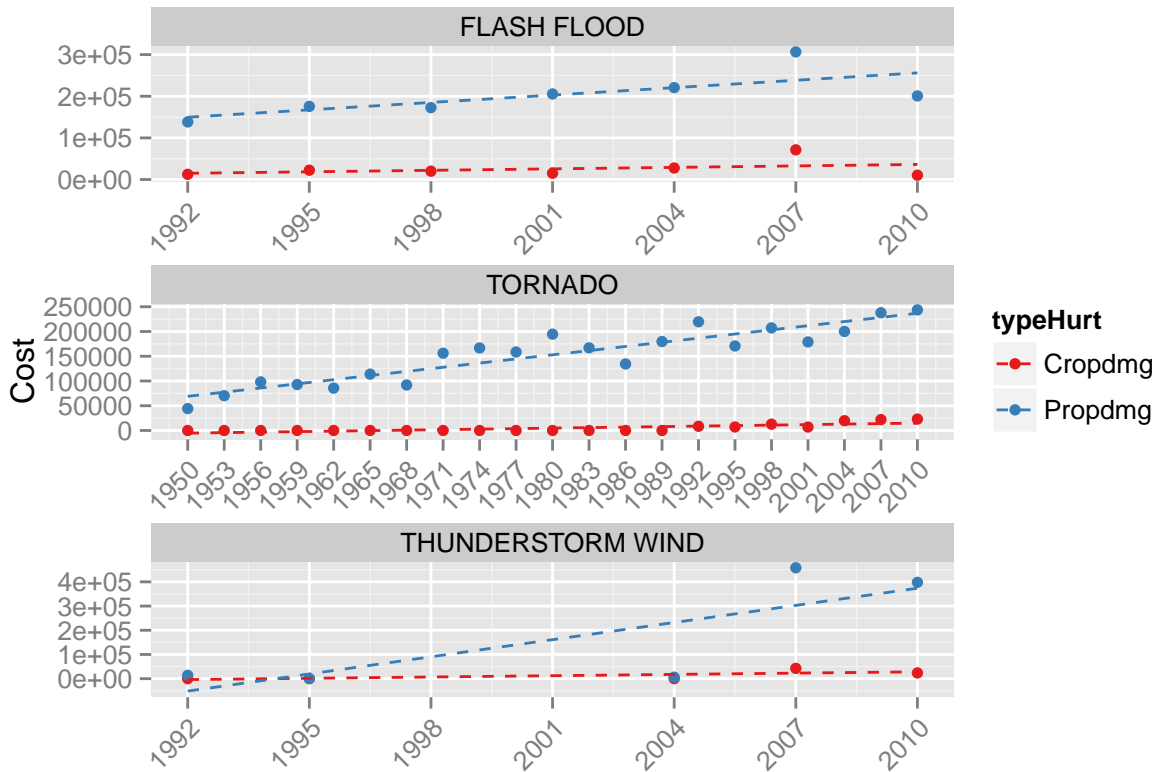 FLASH FLOOD
3e+05
2e+05
1e+05
0e+00
1992 1995 1998 2001 2004 2007 2010
TORNADO
250000
200000
150000
100000
50000
0
1950 1953 1956 1959 1962 1965 1968 1971 1974 1977 1980 1983 1986 1989 1992 1995 1998 2001 2004 2007 2010
Cost
typeHurt
Cropdmg
Propdmg
THUNDERSTORM WIND
4e+05
3e+05
2e+05
1e+05
0e+00
1992 1995 1998 2001 2004 2007 2010